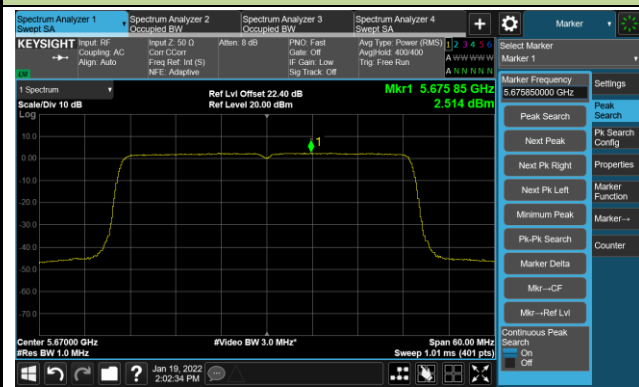 Spectrum Analyzer 1
Swept SA
Spectrum Analyzer 2
Occupied BW
Spectrum Analyzer 3
Occupied BW
Spectrum Analyzer 4
Swept SA
+
Marker
KEYSIGHT
Input: RF
Coupling: AC
Align: Auto
Input Z: 50 Ω
Corr CCorr
Freq Ref: Int (S)
NFE: Adaptive
Atten: 8 dB
PNO: Fast
Gate: Off
IF Gain: Low
Sig Track: Off
Avg Type: Power (RMS)
Avg|Hold: 400/400
Trig: Free Run
1 2 3 4 5 6
A W W W W W
A N N N N N
Select Marker
Marker 1
1 Spectrum
Scale/Div 10 dB
Log
Ref Lvl Offset 22.40 dB
Ref Level 20.00 dBm
Mkr1 5.675 85 GHz
2.514 dBm
Marker Frequency
5.675850000 GHz
Settings
Peak Search
Next Peak
Next Pk Right
Next Pk Left
Minimum Peak
Pk-Pk Search
Marker Delta
Mkr→CF
Mkr→Ref Lvl
Continuous Peak
Search
On
Off
Peak
Search
Pk Search
Config
Properties
Marker
Function
Marker→
Counter
10.0
0.00
-10.0
-20.0
-30.0
-40.0
-50.0
-60.0
-70.0
1
Center 5.67000 GHz
#Res BW 1.0 MHz
#Video BW 3.0 MHz*
Span 60.00 MHz
Sweep 1.01 ms (401 pts)
?
Jan 19, 2022
2:02:34 PM